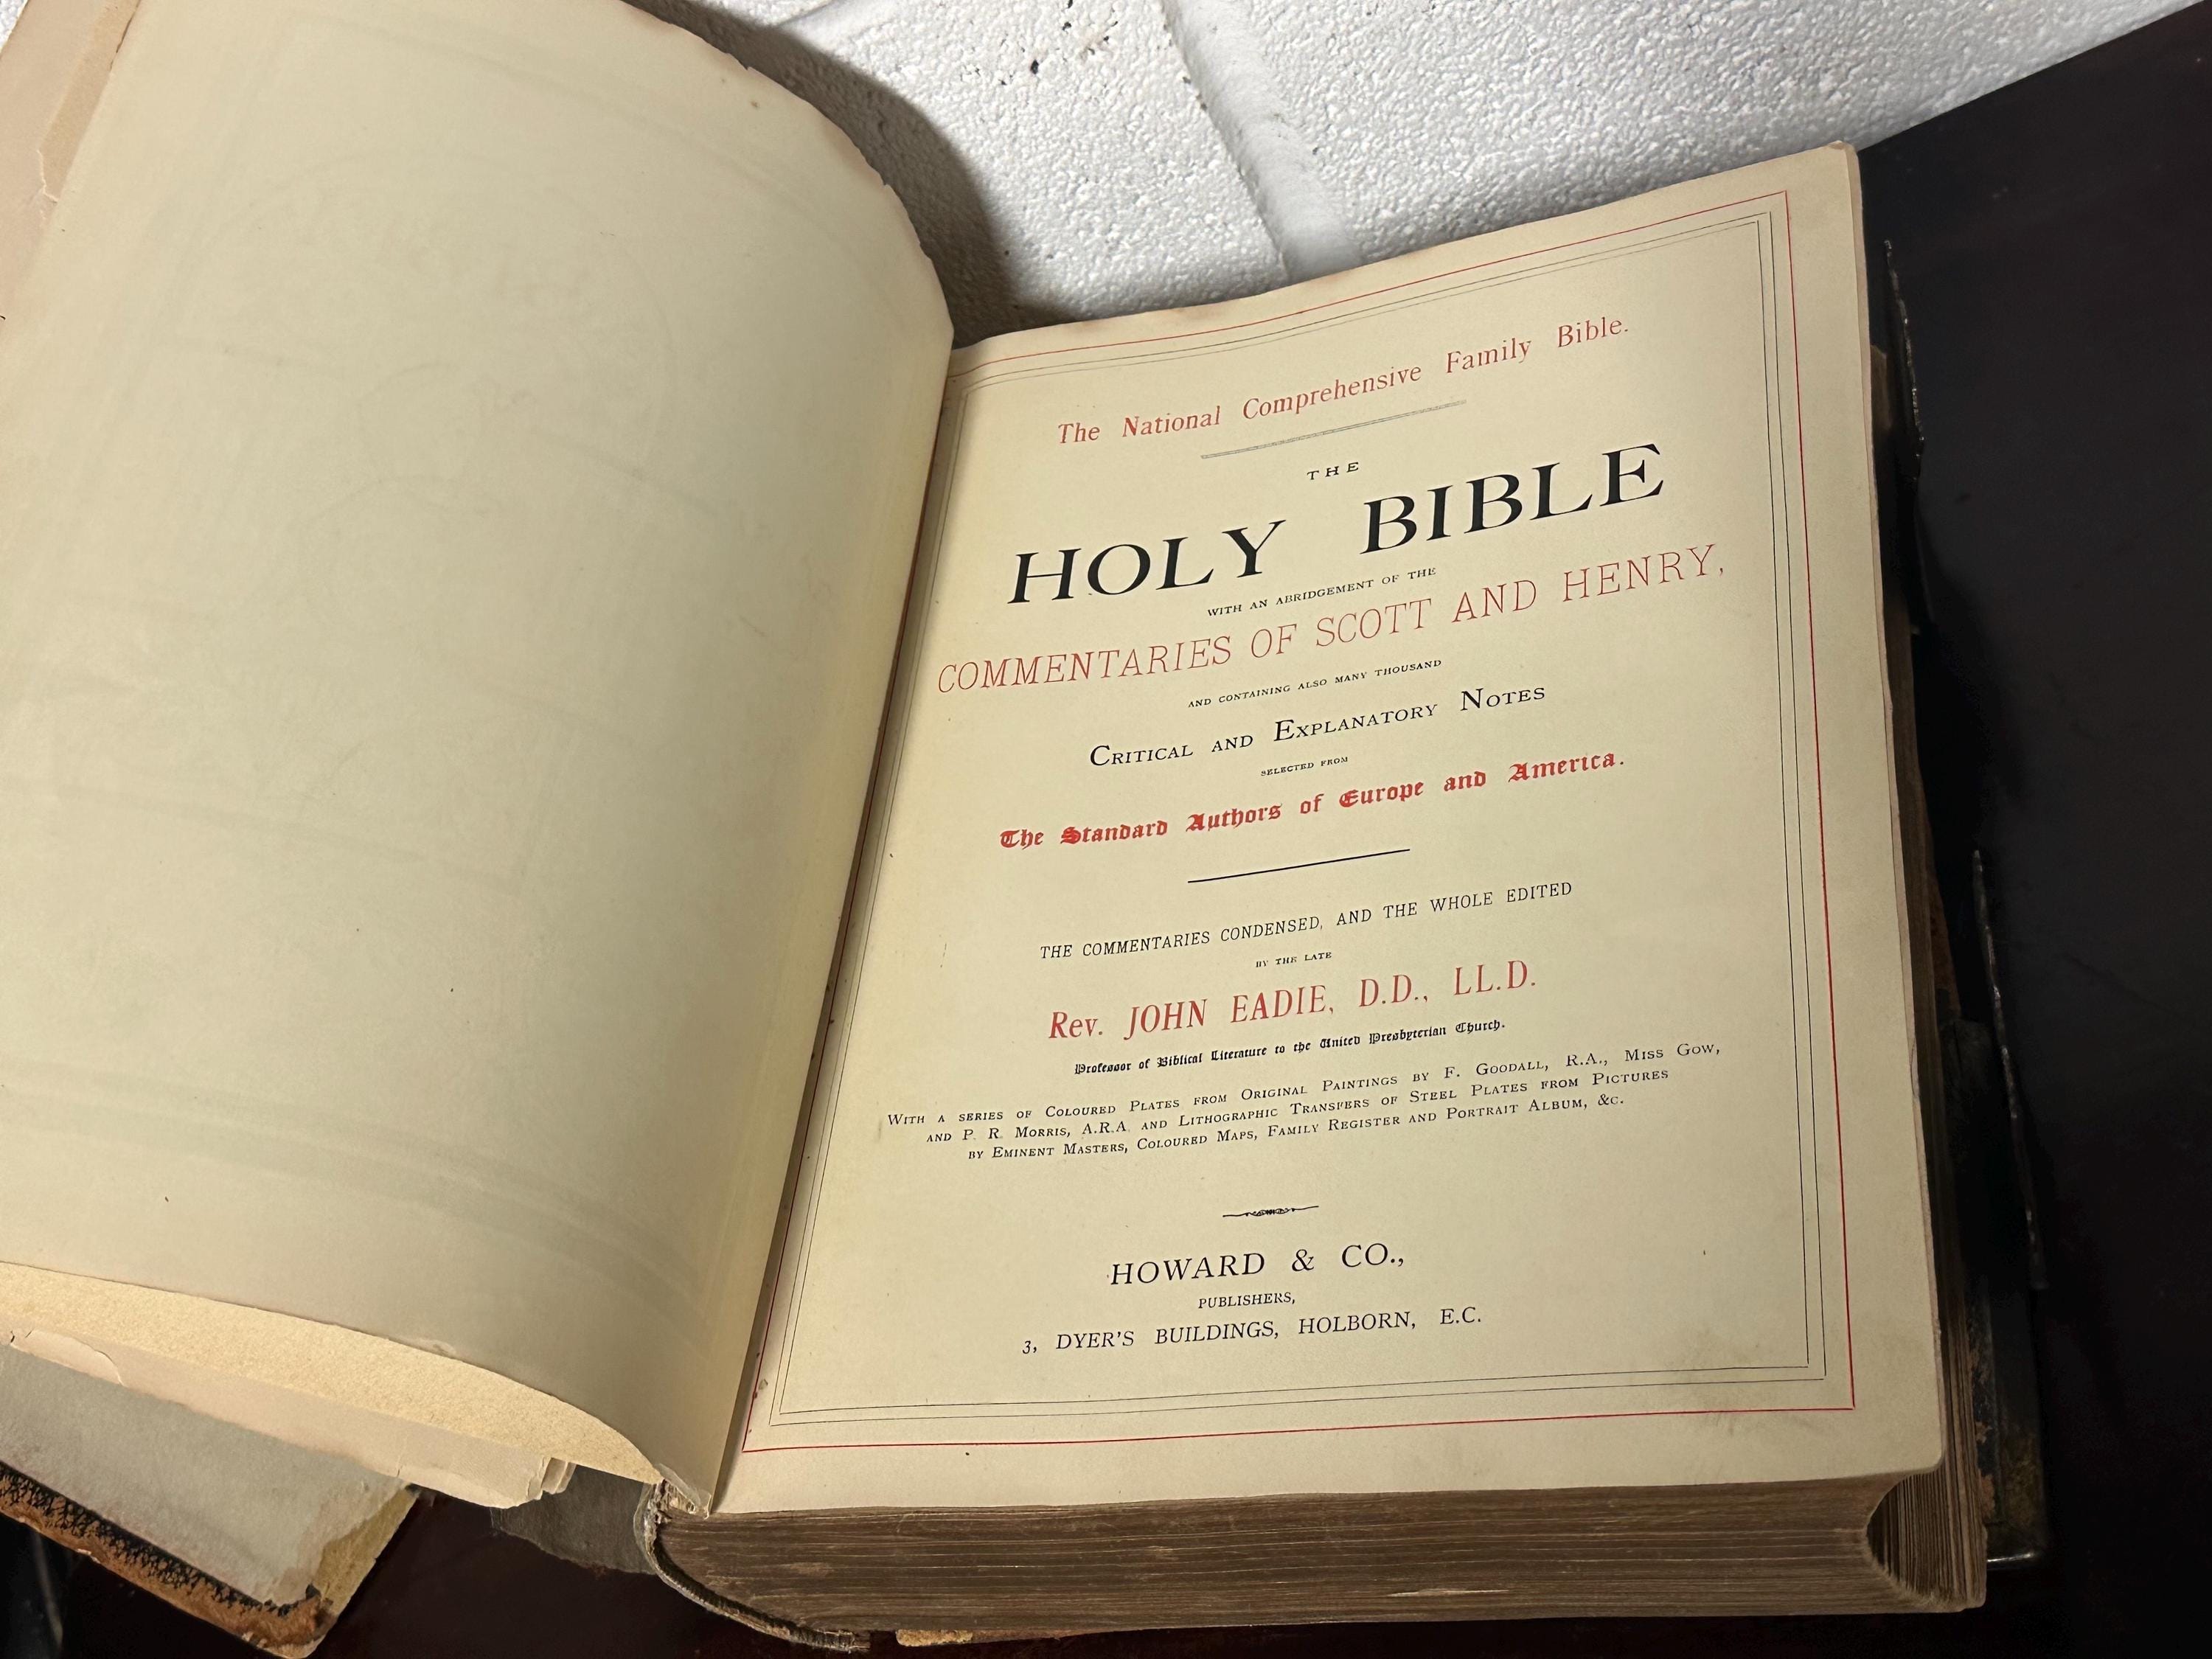 The National Comprehensive Family Bible.
THE
HOLY BIBLE
WITH AN ABRIDGEMENT OF THE
COMMENTARIES OF SCOTT AND HENRY,
AND CONTAINING ALSO MANY THOUSAND
CRITICAL AND EXPLANATORY NOTES
SELECTED FROM
The Standard Authors of Europe and America.
THE COMMENTARIES CONDENSED, AND THE WHOLE EDITED
BY THE LATE
Rev. JOHN EADIE, D.D., LL.D.
Professor of Biblical Literature to the United Presbyterian Church.
WITH A SERIES OF COLOURED PLATES FROM ORIGINAL PAINTINGS BY F. GOODALL, R.A., MISS GOW,
AND P. R. MORRIS, A.R.A. AND LITHOGRAPHIC TRANSFERS OF STEEL PLATES FROM PICTURES
BY EMINENT MASTERS, COLOURED MAPS, FAMILY REGISTER AND PORTRAIT ALBUM, &C.
HOWARD & CO.,
PUBLISHERS,
3, DYER'S BUILDINGS, HOLBORN, E.C.